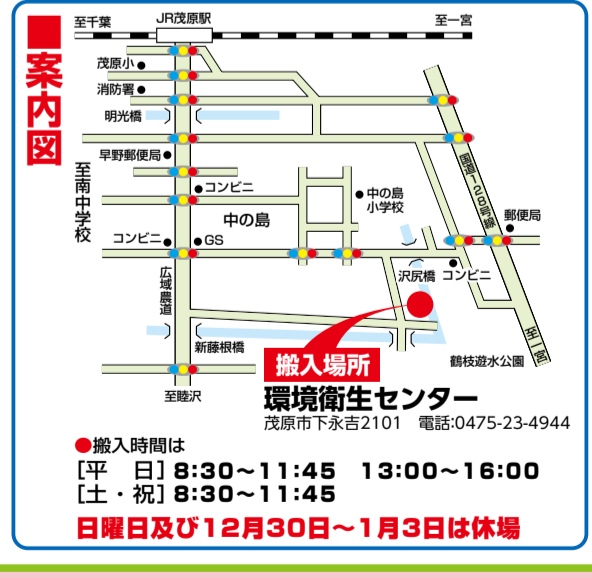 ■案内図
至千葉
JR茂原駅
至一宮
茂原小
消防署
明光橋
早野郵便局
至南中学校
コンビニ
中の島
中の島
小学校
国道128号線
郵便局
コンビニ
GS
広域農道
沢尻橋
コンビニ
新藤根橋
至一宮
鶴枝遊水公園
至睦沢
搬入場所
環境衛生センター
茂原市下永吉2101　電話:0475-23-4944
●搬入時間は
[平　日] 8:30〜11:45　13:00〜16:00
[土・祝] 8:30〜11:45
日曜日及び12月30日〜1月3日は休場